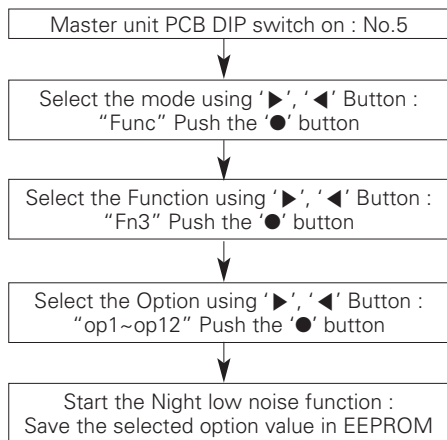 Master unit PCB DIP switch on : No.5
Select the mode using ‘▶’, ‘◀’ Button :
“Func” Push the ‘●’ button
Select the Function using ‘▶’, ‘◀’ Button :
“Fn3” Push the ‘●’ button
Select the Option using ‘▶’, ‘◀’ Button :
“op1~op12” Push the ‘●’ button
Start the Night low noise function :
Save the selected option value in EEPROM